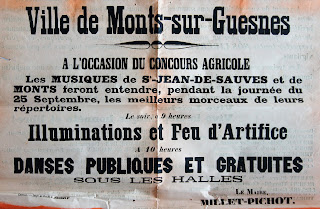 Ville de Monts-sur-Guesnes
A L'OCCASION DU CONCOURS AGRICOLE
Les MUSIQUES de St-JEAN-DE-SAUVES et de
MONTS feront entendre, pendant la journée du
25 Septembre, les meilleurs morceaux de leurs
répertoires.
Le soir, à 9 heures
Illuminations et Feu d'Artifice
A 10 heures
DANSES PUBLIQUES ET GRATUITES
SOUS LES HALLES
Le Maire,
MILLET-PICHOT.